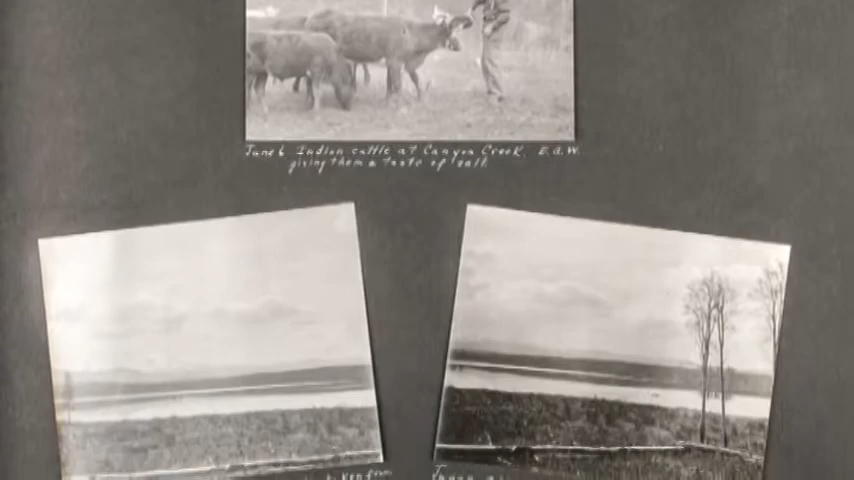 June 6 Indian cattle at Canyon Creek. E.A.W.
giving them a taste of salt.